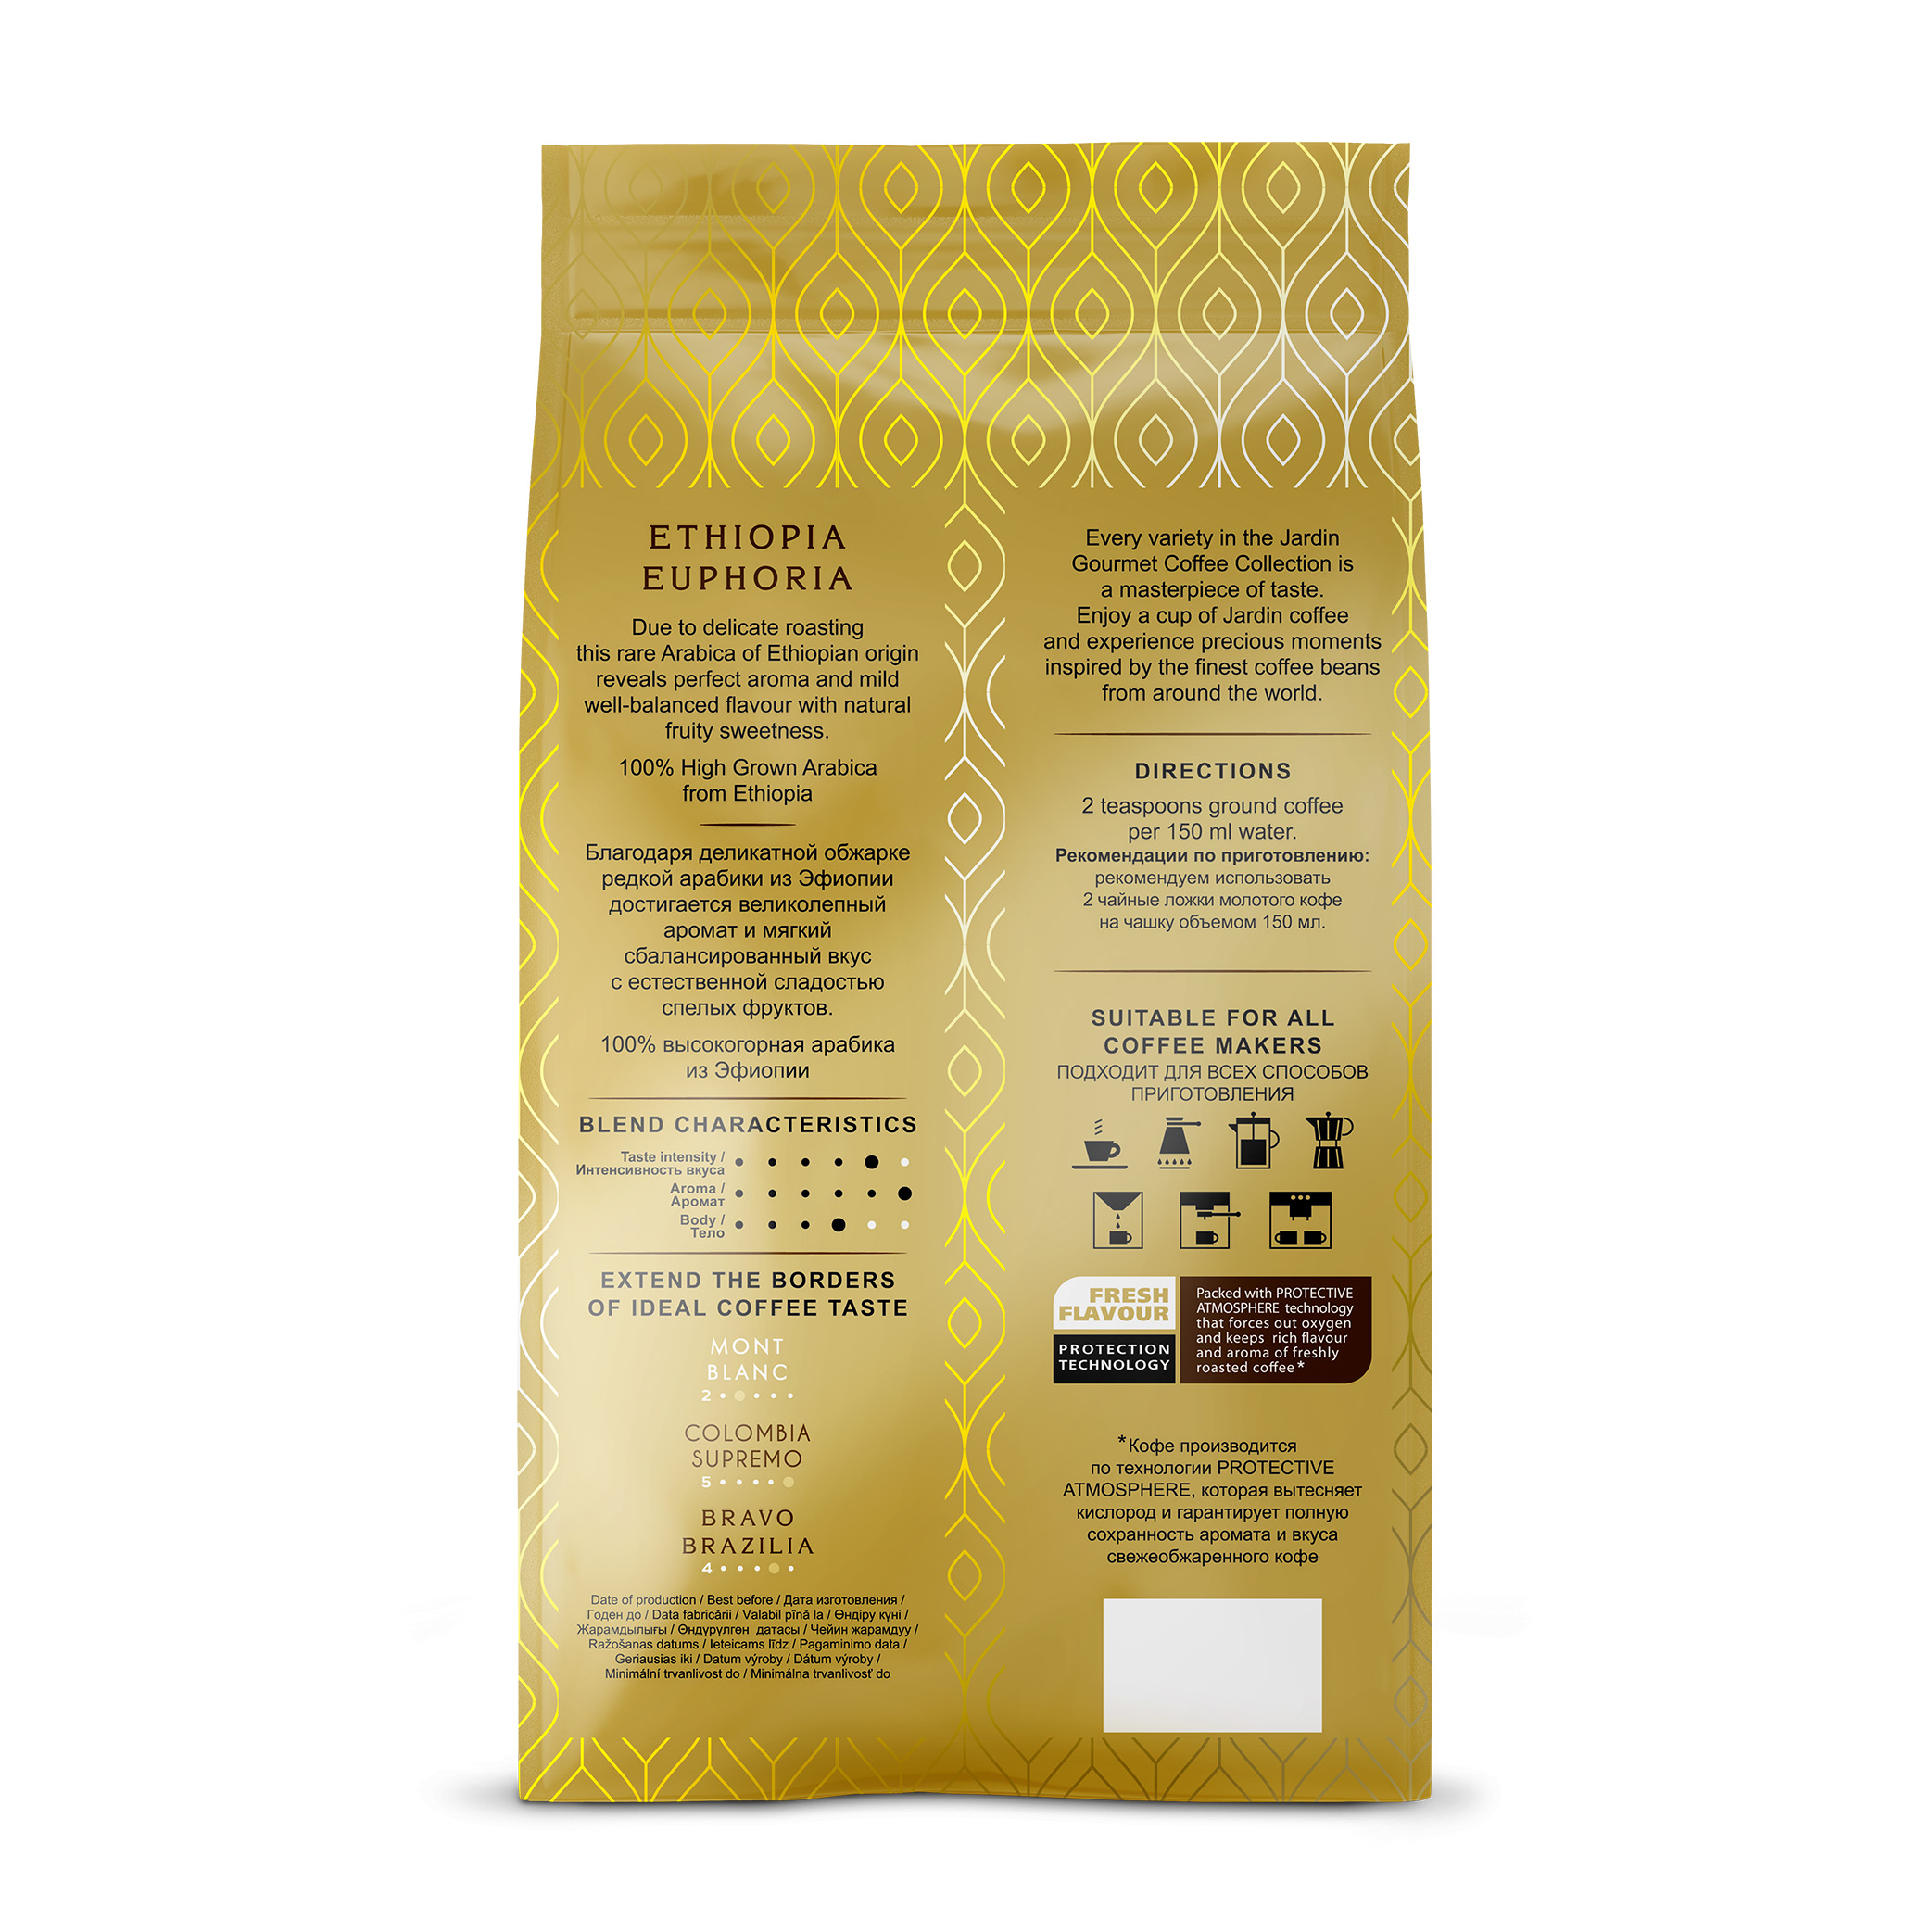 ETHIOPIA
EUPHORIA
Due to delicate roasting
this rare Arabica of Ethiopian origin
reveals perfect aroma and mild
well-balanced flavour with natural
fruity sweetness.
100% High Grown Arabica
from Ethiopia
Благодаря деликатной обжарке
редкой арабики из Эфиопии
достигается великолепный
аромат и мягкий
сбалансированный вкус
с естественной сладостью
спелых фруктов.
100% высокогорная арабика
из Эфиопии
BLEND CHARACTERISTICS
Taste intensity /
Интенсивность вкуса
Aroma /
Аромат
Body /
Тело
EXTEND THE BORDERS
OF IDEAL COFFEE TASTE
MONT
BLANC
2
COLOMBIA
SUPREMO
5
BRAVO
BRAZILIA
4
Date of production / Best before / Дата изготовления /
Годен до / Data fabricării / Valabil pînă la / Өндіру күні /
Жарамдылығы / Өндүрүлгөн датасы / Чейин жарамдуу /
Ražošanas datums / Ieteicams līdz / Pagaminimo data /
Geriausias iki / Datum výroby / Dátum výroby /
Minimální trvanlivost do / Minimálna trvanlivosť do
Every variety in the Jardin
Gourmet Coffee Collection is
a masterpiece of taste.
Enjoy a cup of Jardin coffee
and experience precious moments
inspired by the finest coffee beans
from around the world.
DIRECTIONS
2 teaspoons ground coffee
per 150 ml water.
Рекомендации по приготовлению:
рекомендуем использовать
2 чайные ложки молотого кофе
на чашку объемом 150 мл.
SUITABLE FOR ALL
COFFEE MAKERS
ПОДХОДИТ ДЛЯ ВСЕХ СПОСОБОВ
ПРИГОТОВЛЕНИЯ
FRESH
FLAVOUR
PROTECTION
TECHNOLOGY
Packed with PROTECTIVE
ATMOSPHERE technology
that forces out oxygen
and keeps rich flavour
and aroma of freshly
roasted coffee*
*Кофе производится
по технологии PROTECTIVE
ATMOSPHERE, которая вытесняет
кислород и гарантирует полную
сохранность аромата и вкуса
свежеобжаренного кофе